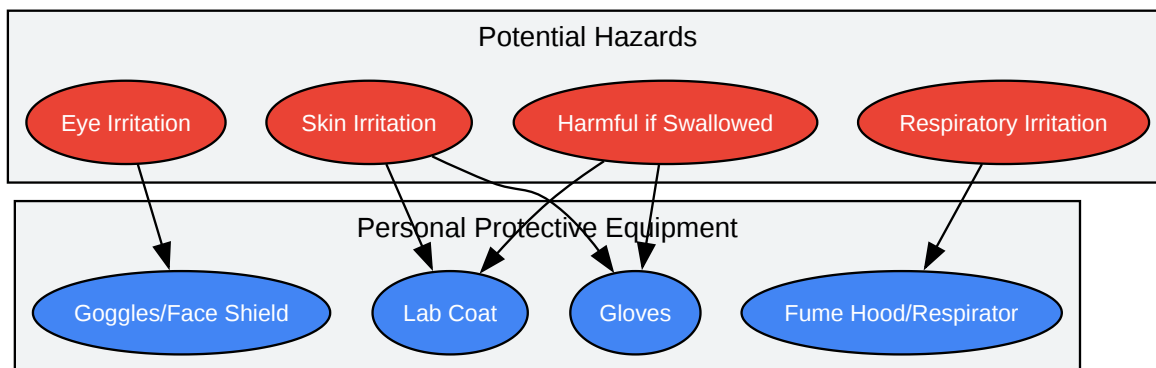 Potential Hazards
Eye Irritation
Skin Irritation
Harmful if Swallowed
Respiratory Irritation
Personal Protective Equipment
Goggles/Face Shield
Lab Coat
Gloves
Fume Hood/Respirator